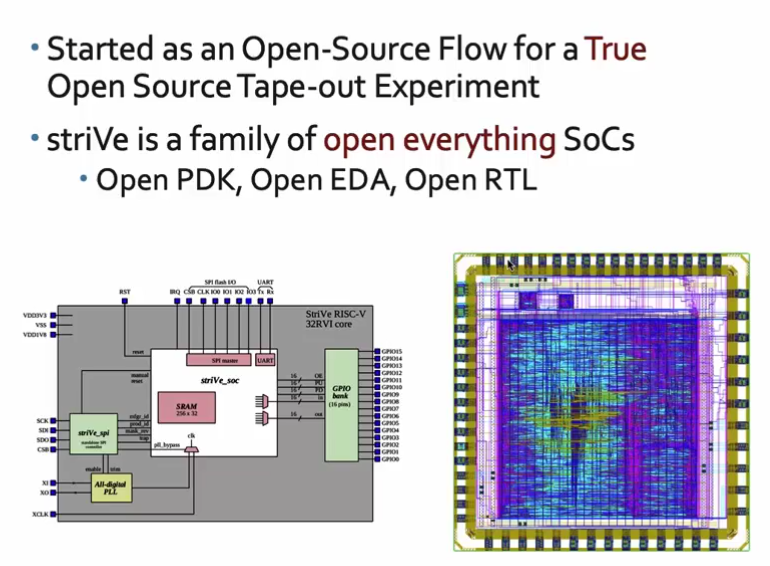 • Started as an Open-Source Flow for a True
Open Source Tape-out Experiment
• striVe is a family of open everything SoCs
• Open PDK, Open EDA, Open RTL
SPI flash I/O
UART
RST
IRQ CSB CLK IO0 IO1 IO2 IO3 Tx Rx
VDD3V3
VSS
VDD1V8
StriVe RISC-V
32RVI core
reset
SPI master
UART
striVe_soc
manual
reset
SRAM
256 x 32
16 OE
16 PU
16 PD
16 in
16 out
GPIO
bank
(16 pins)
GPIO15
GPIO14
GPIO13
GPIO12
GPIO11
GPIO10
GPIO9
GPIO8
GPIO7
GPIO6
GPIO5
GPIO4
GPIO3
GPIO2
GPIO1
GPIO0
SCK
SDI
SDO
CSB
striVe_spi
controller
prod_id
mask_rev
trap
clk
pll_bypass
enable trim
All-digital
PLL
XI
XO
XCLK